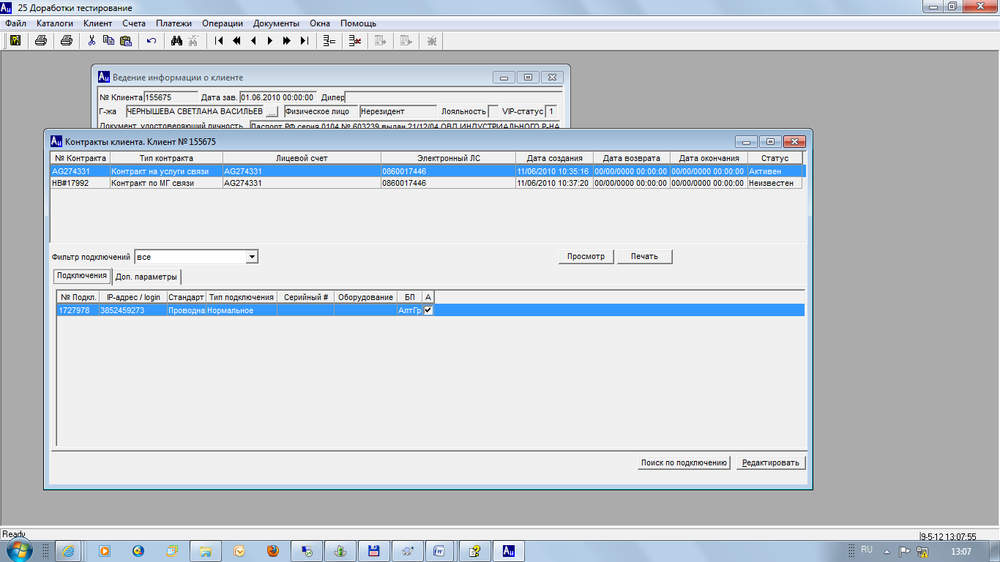 25 Доработки тестирование
Файл Каталоги Клиент Счета Платежи Операции Документы Окна Помощь
Ведение информации о клиенте
№ Клиента 155675 Дата зав. 01.06.2010 00:00:00 Дилер
Г-жа ЧЕРНЫШЕВА СВЕТЛАНА ВАСИЛЬЕВ ... Физическое лицо Нерезидент Лояльность VIP-статус 1
Документ, удостоверяющий личность Паспорт РФ серия 0104 № 603239 выдан 21/12/04 ОВД ИНДУСТРИАЛЬНОГО Р-НА
Контракты клиента. Клиент № 155675
№ Контракта Тип контракта Лицевой счет Электронный ЛС Дата создания Дата возврата Дата окончания Статус
AG274331 Контракт на услуги связи AG274331 0860017446 11/06/2010 10:35:16 00/00/0000 00:00:00 00/00/0000 00:00:00 Активен
HB#17992 Контракт по МГ связи AG274331 0860017446 11/06/2010 10:37:20 00/00/0000 00:00:00 00/00/0000 00:00:00 Неизвестен
Фильтр подключений все Просмотр Печать
Подключения Доп. параметры
№ Подкл. IP-адрес / login Стандарт Тип подключения Серийный # Оборудование БП А
1727978 3852459273 Проводна Нормальное АлтГр
Поиск по подключению Редактировать
Ready 9-5-12 13:07:55
RU 13:07